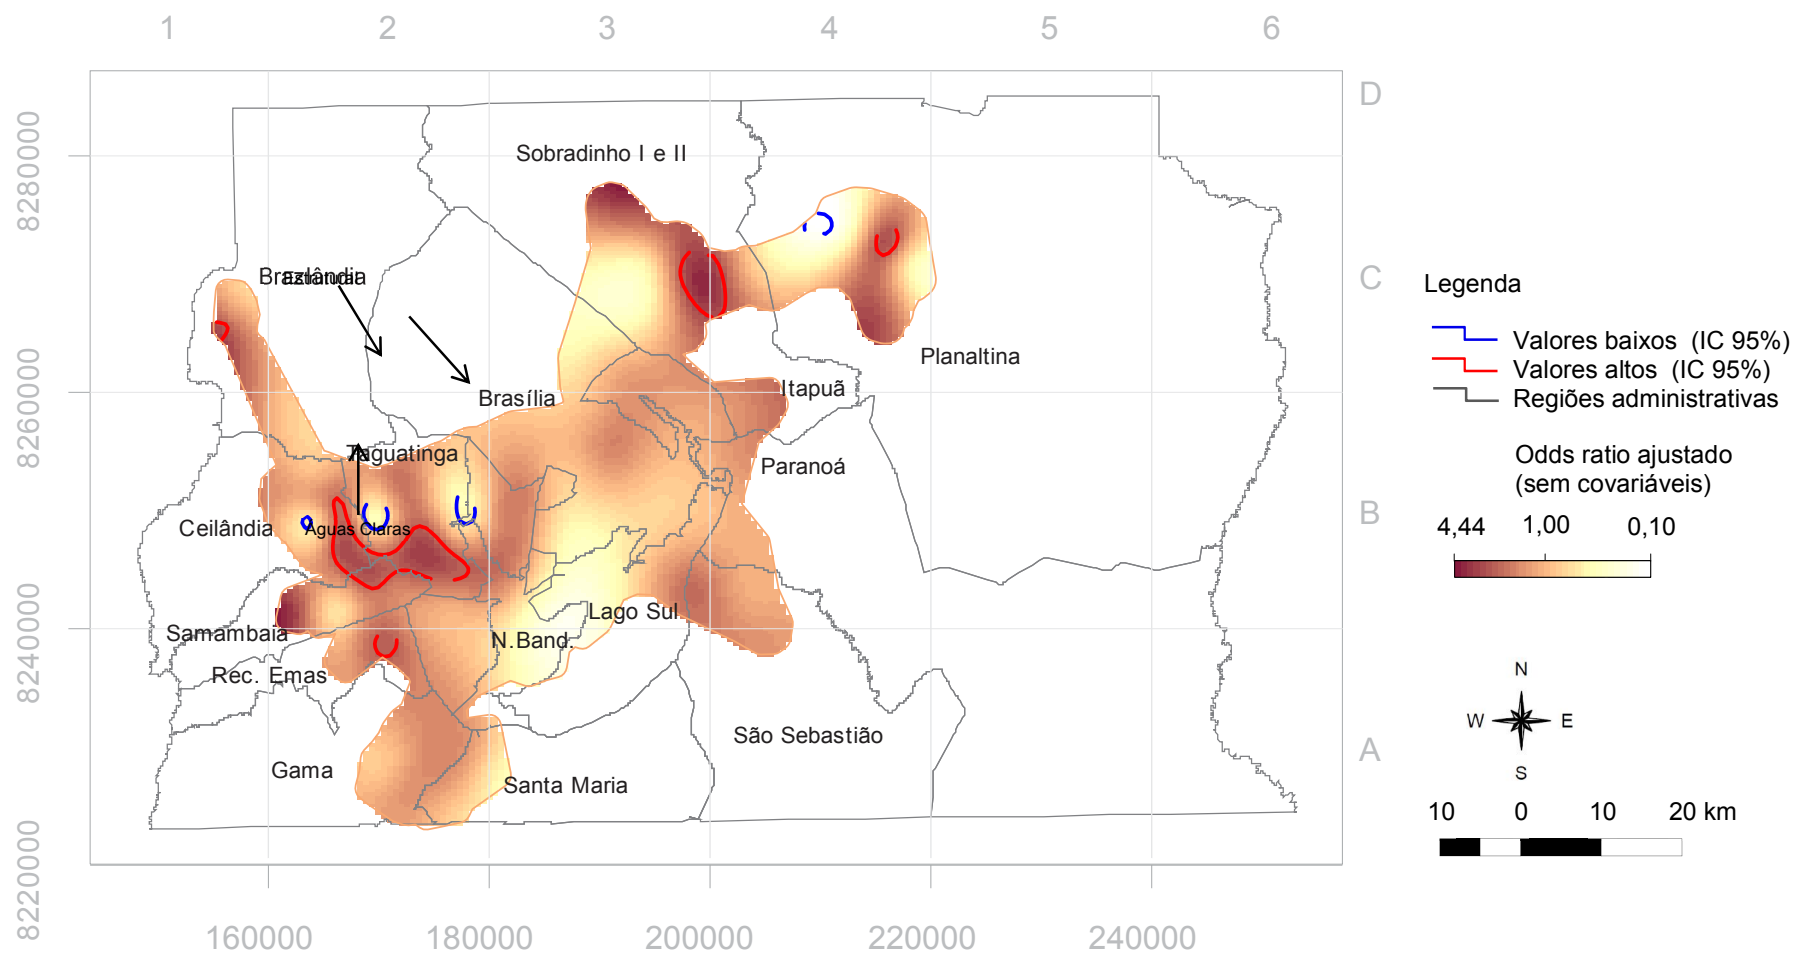 1 2 3 4 5 6
D
C
B
A
8280000
8260000
8240000
8220000
160000 180000 200000 220000 240000
Sobradinho I e II
Brazlândia
Planaltina
Itapuã
Brasília
Taguatinga
Paranoá
Ceilândia
Aguas Claras
Lago Sul
Samambaia
N.Band.
Rec. Emas
São Sebastião
Gama
Santa Maria
Legenda
Valores baixos (IC 95%)
Valores altos (IC 95%)
Regiões administrativas
Odds ratio ajustado
(sem covariáveis)
4,44 1,00 0,10
N
W E
S
10 0 10 20 km